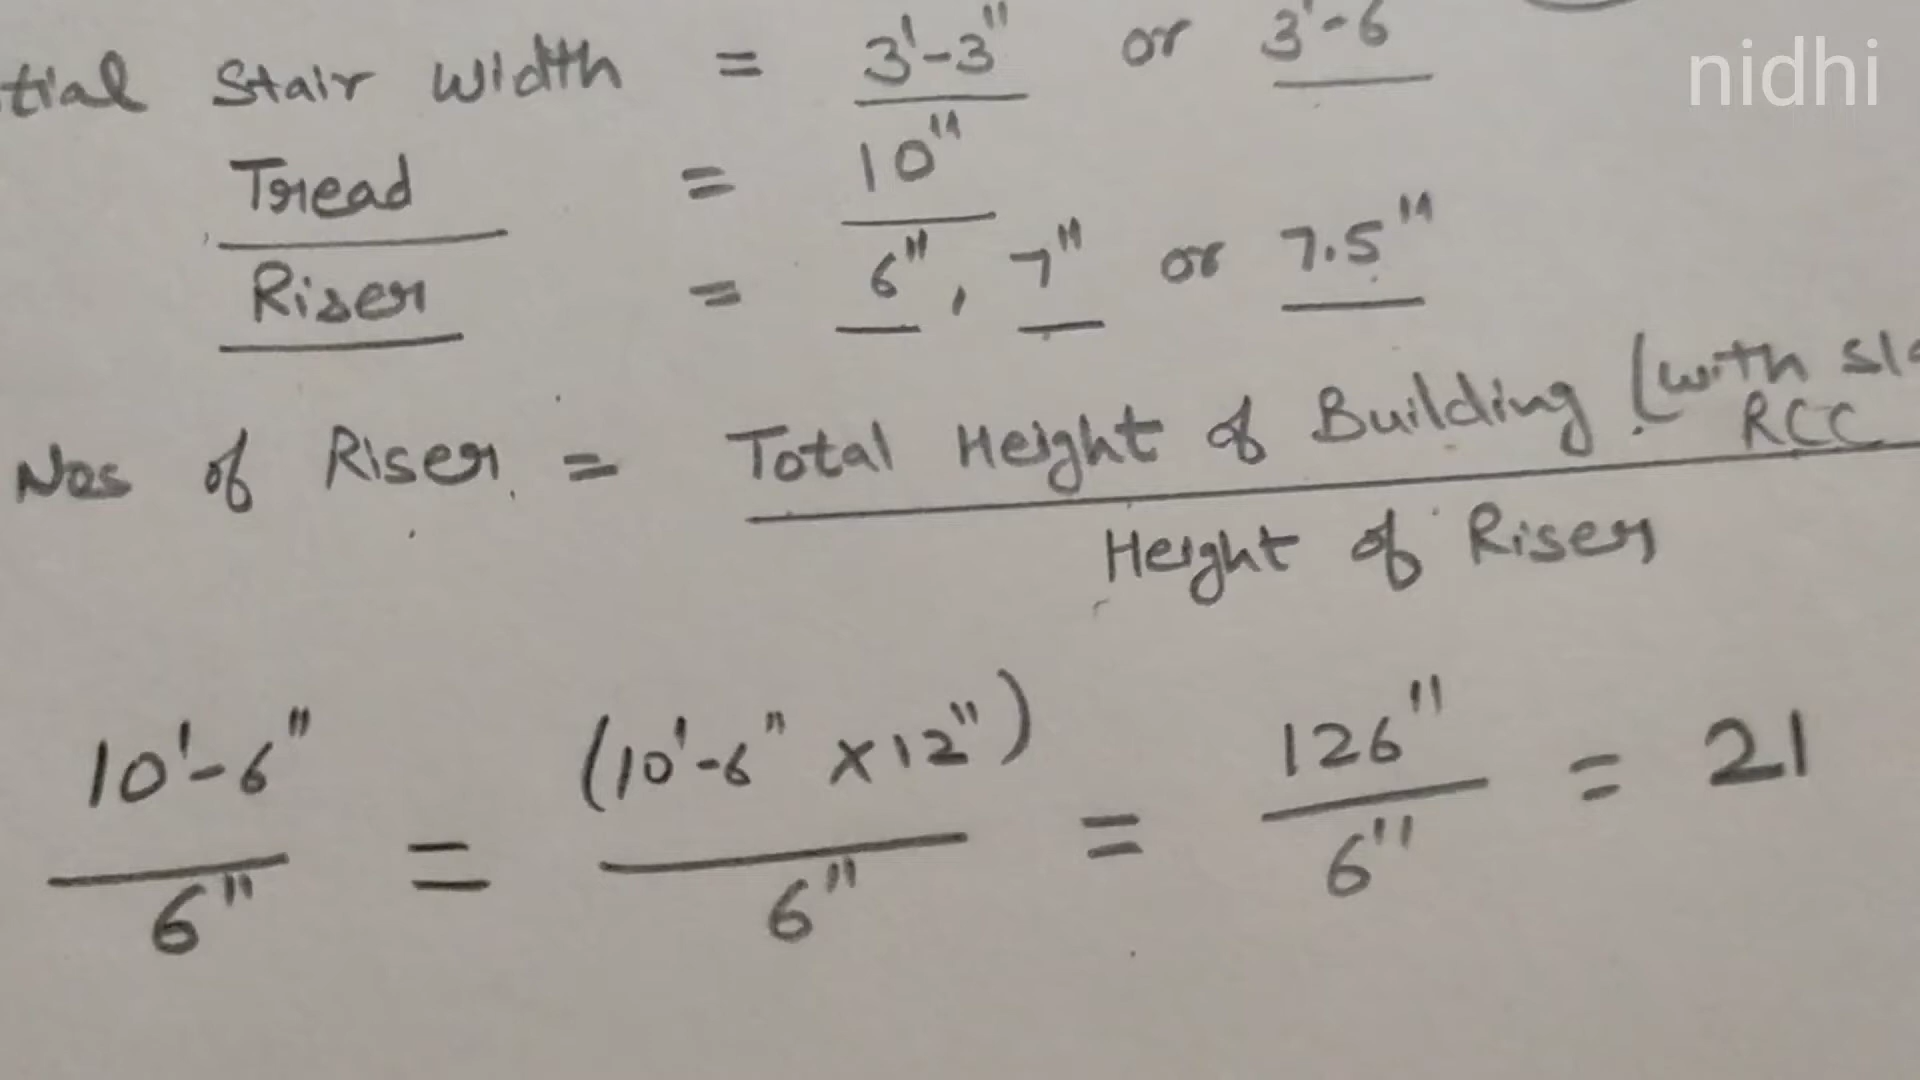 nidhi
tial Stair Width = 3'-3" or 3'-6
Tread = 10"
Riser = 6", 7" or 7.5"
Nos of Riser = Total Height of Building (with
RCC
Height of Riser
10'-6" = (10'-6" x12") = 126" = 21
6" 6" 6"